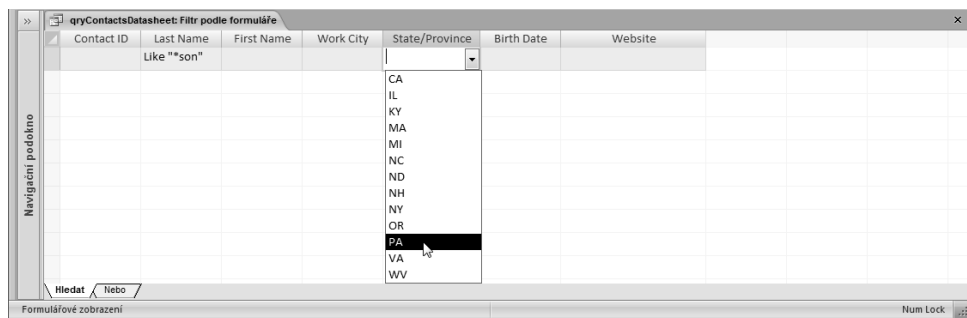 »
qryContactsDatasheet: Filtr podle formuláře
×
Contact ID Last Name First Name Work City State/Province Birth Date Website
Like "*son"
CA
IL
KY
MA
MI
NC
ND
NH
NY
OR
PA
VA
WV
Navigační podokno
Hledat Nebo
Formulářové zobrazení Num Lock